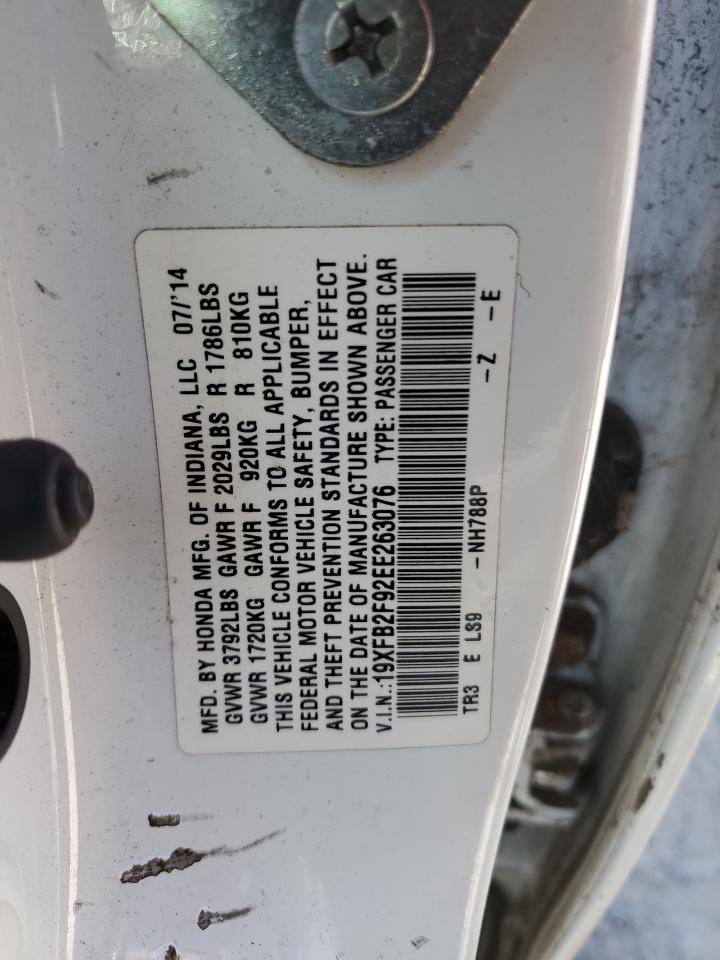 MFD. BY HONDA MFG. OF INDIANA, LLC 07/'14
GVWR 3792LBS GAWR F 2029LBS R 1786LBS
GVWR 1720KG GAWR F 920KG R 810KG
THIS VEHICLE CONFORMS TO ALL APPLICABLE
FEDERAL MOTOR VEHICLE SAFETY, BUMPER,
AND THEFT PREVENTION STANDARDS IN EFFECT
ON THE DATE OF MANUFACTURE SHOWN ABOVE.
V.I.N.:19XFB2F92EE263076 TYPE: PASSENGER CAR
TR3 E LS9 -NH788P -Z -E